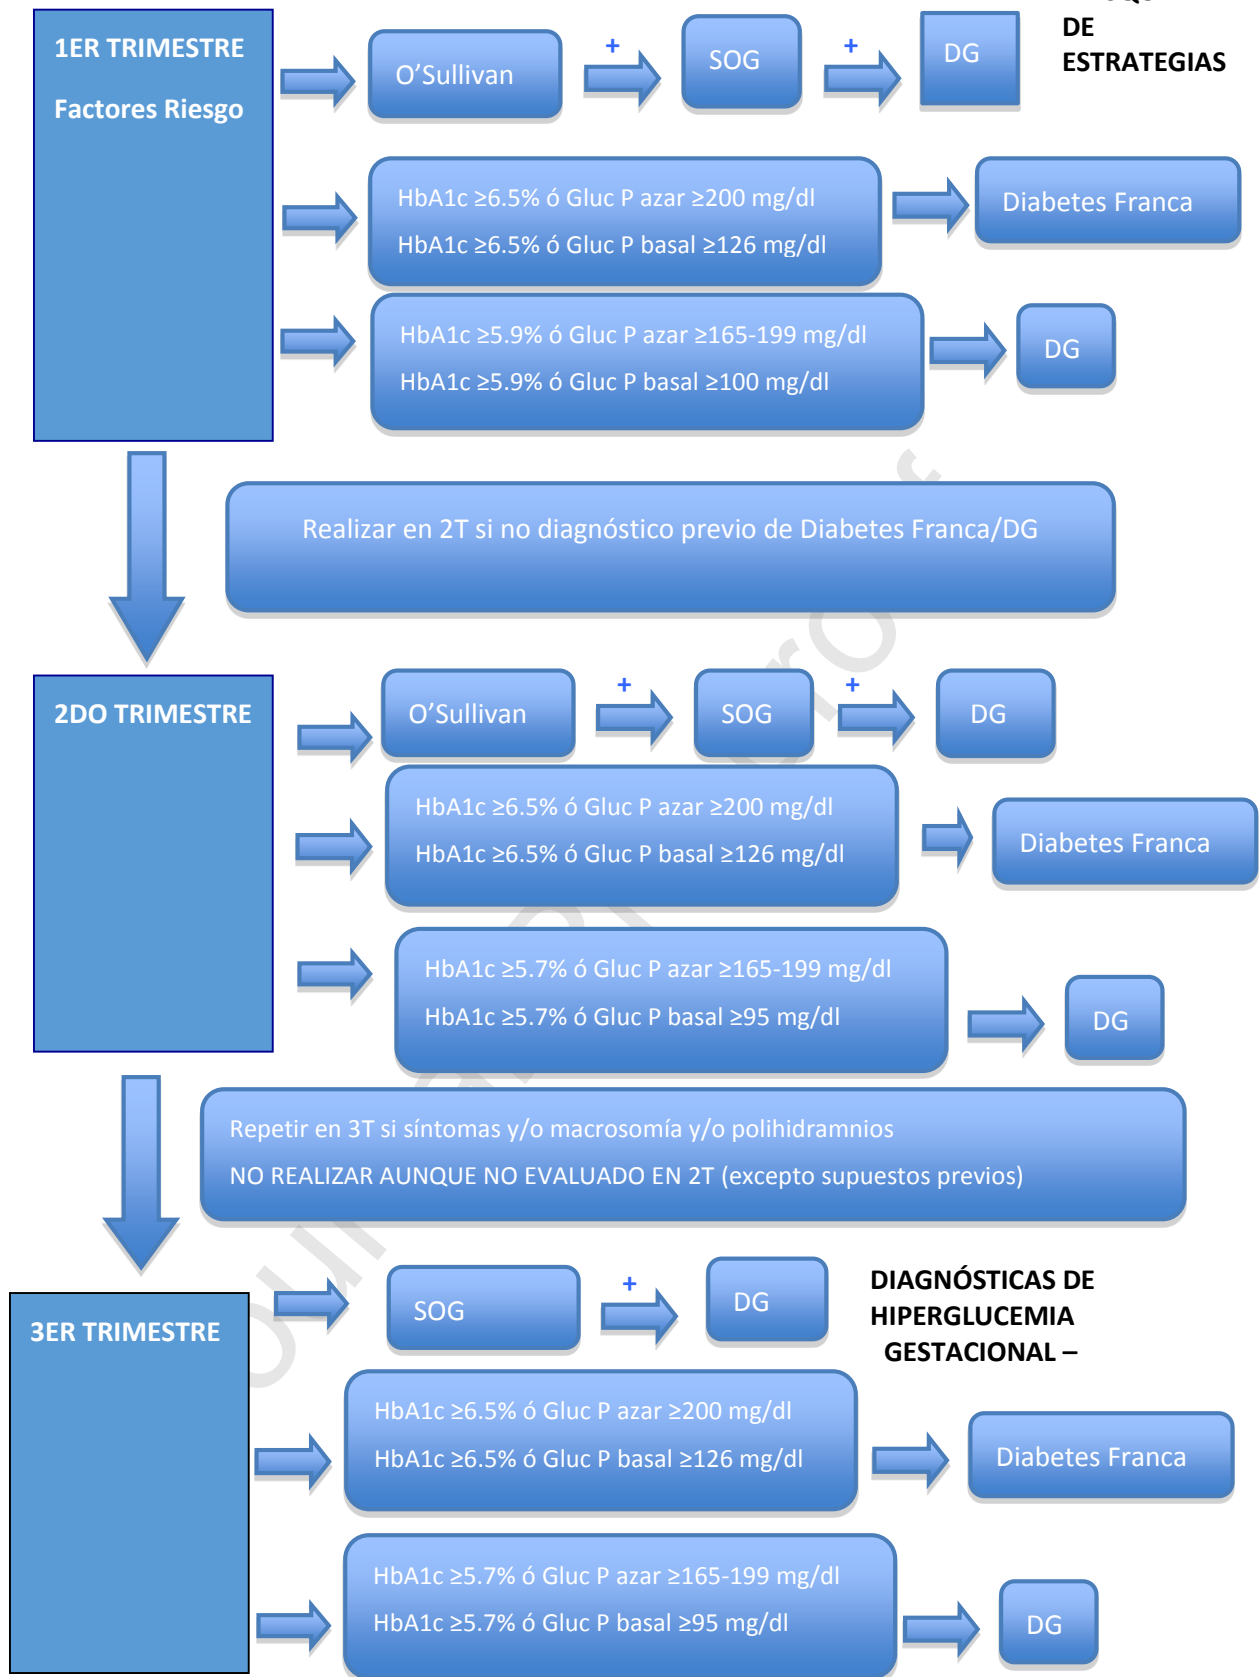 DE
ESTRATEGIAS
1ER TRIMESTRE
Factores Riesgo
O’Sullivan
+
SOG
+
DG
HbA1c ≥6.5% ó Gluc P azar ≥200 mg/dl
HbA1c ≥6.5% ó Gluc P basal ≥126 mg/dl
Diabetes Franca
HbA1c ≥5.9% ó Gluc P azar ≥165-199 mg/dl
HbA1c ≥5.9% ó Gluc P basal ≥100 mg/dl
DG
Realizar en 2T si no diagnóstico previo de Diabetes Franca/DG
2DO TRIMESTRE
O’Sullivan
+
SOG
+
DG
HbA1c ≥6.5% ó Gluc P azar ≥200 mg/dl
HbA1c ≥6.5% ó Gluc P basal ≥126 mg/dl
Diabetes Franca
HbA1c ≥5.7% ó Gluc P azar ≥165-199 mg/dl
HbA1c ≥5.7% ó Gluc P basal ≥95 mg/dl
DG
Repetir en 3T si síntomas y/o macrosomía y/o polihidramnios
NO REALIZAR AUNQUE NO EVALUADO EN 2T (excepto supuestos previos)
3ER TRIMESTRE
SOG
+
DG
DIAGNÓSTICAS DE
HIPERGLUCEMIA
GESTACIONAL –
HbA1c ≥6.5% ó Gluc P azar ≥200 mg/dl
HbA1c ≥6.5% ó Gluc P basal ≥126 mg/dl
Diabetes Franca
HbA1c ≥5.7% ó Gluc P azar ≥165-199 mg/dl
HbA1c ≥5.7% ó Gluc P basal ≥95 mg/dl
DG